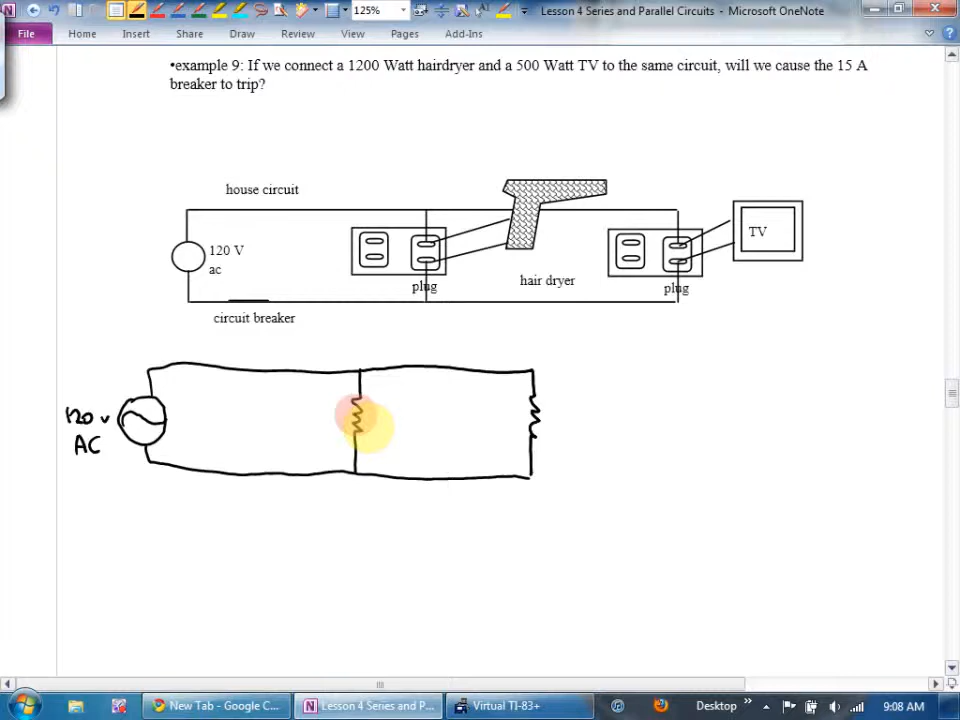 125%
Lesson 4 Series and Parallel Circuits - Microsoft OneNote
File Home Insert Share Draw Review View Pages Add-Ins
•example 9: If we connect a 1200 Watt hairdryer and a 500 Watt TV to the same circuit, will we cause the 15 A
breaker to trip?
house circuit
120 V
ac
TV
hair dryer
plug
plug
circuit breaker
120 v
AC
New Tab - Google C...
Lesson 4 Series and P...
Virtual TI-83+
Desktop
9:08 AM